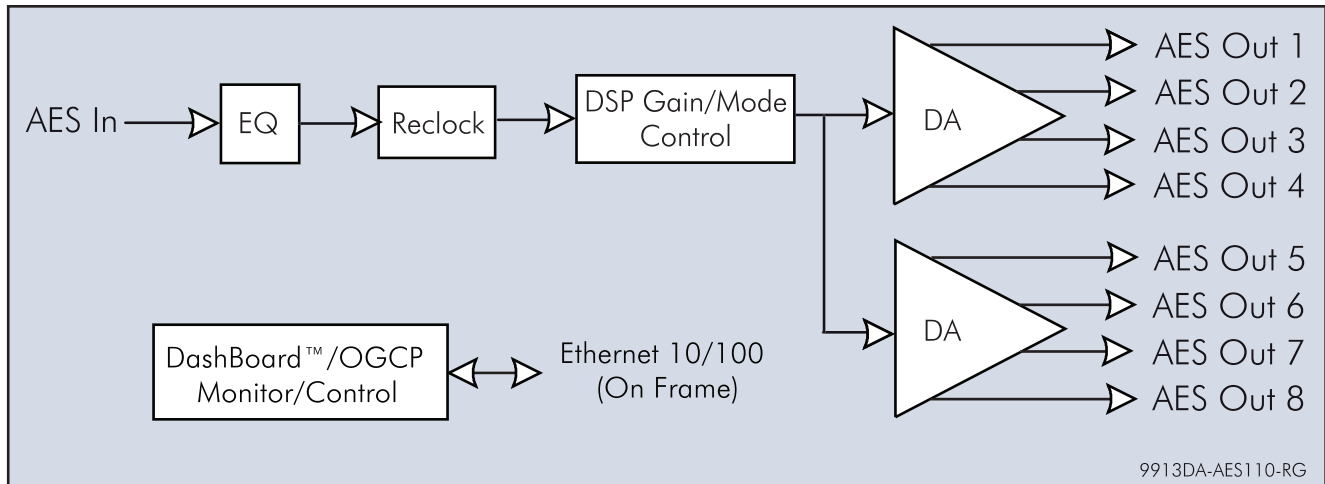 AES In
EQ
Reclock
DSP Gain/Mode
Control
DA
AES Out 1
AES Out 2
AES Out 3
AES Out 4
DA
AES Out 5
AES Out 6
AES Out 7
AES Out 8
DashBoard™/OGCP
Monitor/Control
Ethernet 10/100
(On Frame)
9913DA-AES110-RG